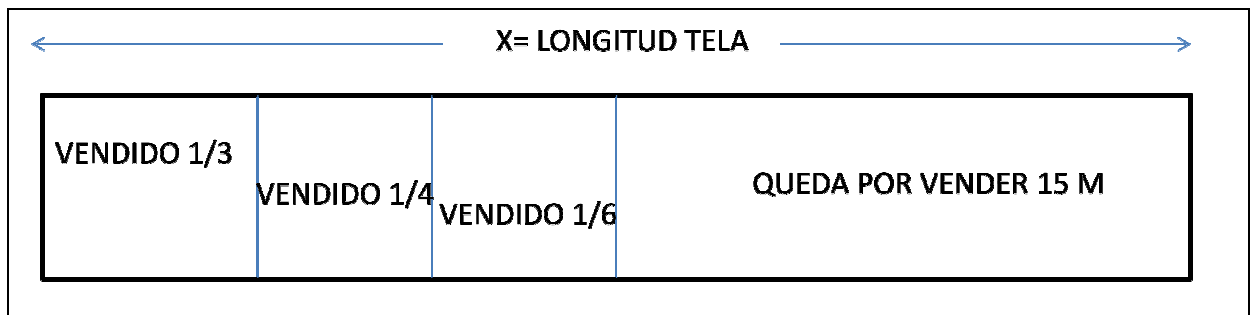 X= LONGITUD TELA
VENDIDO 1/3
VENDIDO 1/4
VENDIDO 1/6
QUEDA POR VENDER 15 M